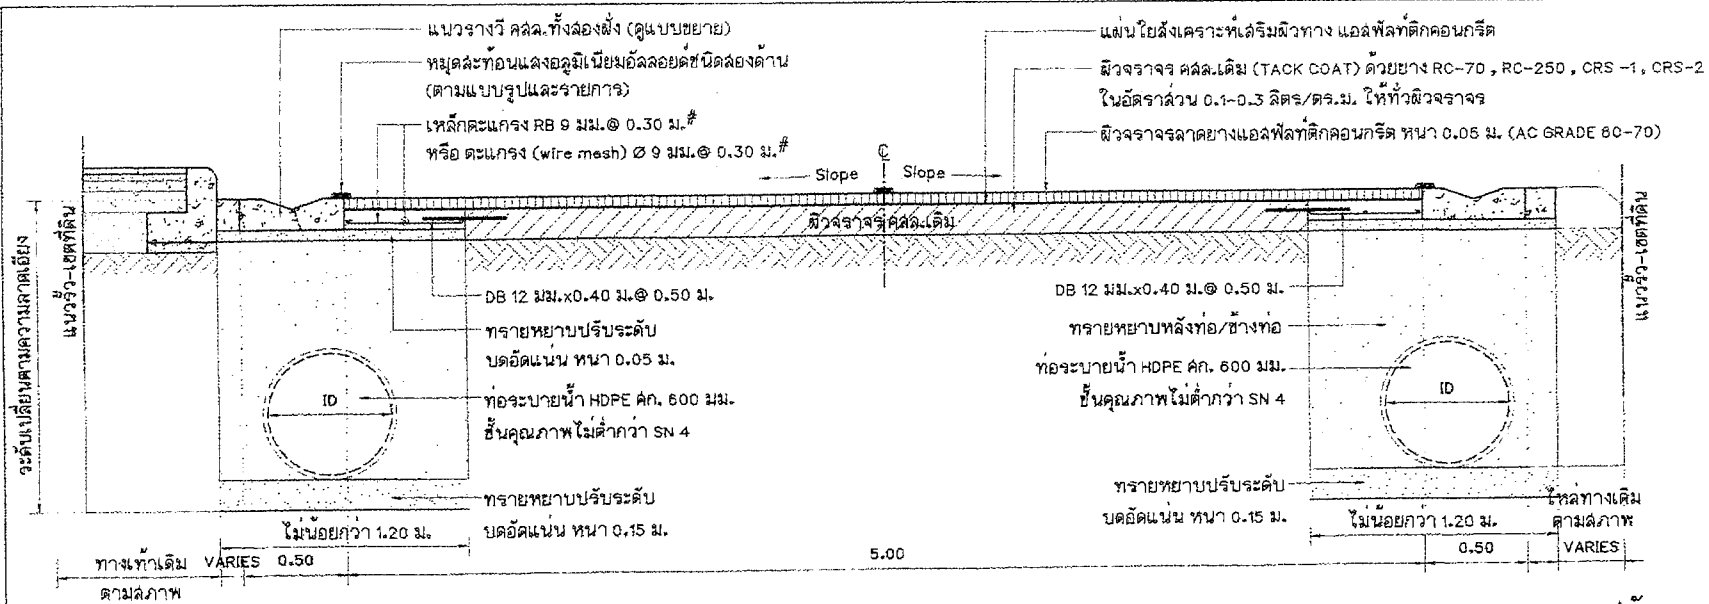 แนวรางวี คสล.ทั้งสองฝั่ง (ดูแบบขยาย)
หมุดสะท้อนแสงอลูมิเนียมอัลลอยด์ชนิดสองด้าน
(ตามแบบรูปและรายการ)
เหล็กตะแกรง RB 9 มม.@ 0.30 ม.#
หรือ ตะแกรง (wire mesh) Ø 9 มม.@ 0.30 ม.#
แผ่นใยสังเคราะห์เสริมผิวทาง แอสฟัลท์ติกคอนกรีต
ผิวจราจร คสล.เดิม (TACK COAT) ด้วยยาง RC-70 , RC-250 , CRS -1, CRS-2
ในอัตราส่วน 0.1-0.3 ลิตร/ตร.ม. ให้ทั่วผิวจราจร
ผิวจราจรลาดยางแอสฟัลท์ติกคอนกรีต หนา 0.05 ม. (AC GRADE 60-70)
Slope
℄
Slope
ผิวจราจร คสล.เดิม
แนวรั้ว-เขตที่ดิน
ระดับเปลี่ยนตามความลาดเอียง
แนวรั้ว-เขตที่ดิน
DB 12 มม.x0.40 ม.@ 0.50 ม.
ทรายหยาบปรับระดับ
บดอัดแน่น หนา 0.05 ม.
ท่อระบายน้ำ HDPE ศก. 600 มม.
ชั้นคุณภาพไม่ต่ำกว่า SN 4
ID
ทรายหยาบปรับระดับ
บดอัดแน่น หนา 0.15 ม.
DB 12 มม.x0.40 ม.@ 0.50 ม.
ทรายหยาบหลังท่อ/ข้างท่อ
ท่อระบายน้ำ HDPE ศก. 600 มม.
ชั้นคุณภาพไม่ต่ำกว่า SN 4
ID
ทรายหยาบปรับระดับ
บดอัดแน่น หนา 0.15 ม.
ไม่น้อยกว่า 1.20 ม.
ไม่น้อยกว่า 1.20 ม.
ไหล่ทางเดิม
ตามสภาพ
ทางเท้าเดิม
ตามสภาพ
VARIES
0.50
5.00
0.50
VARIES